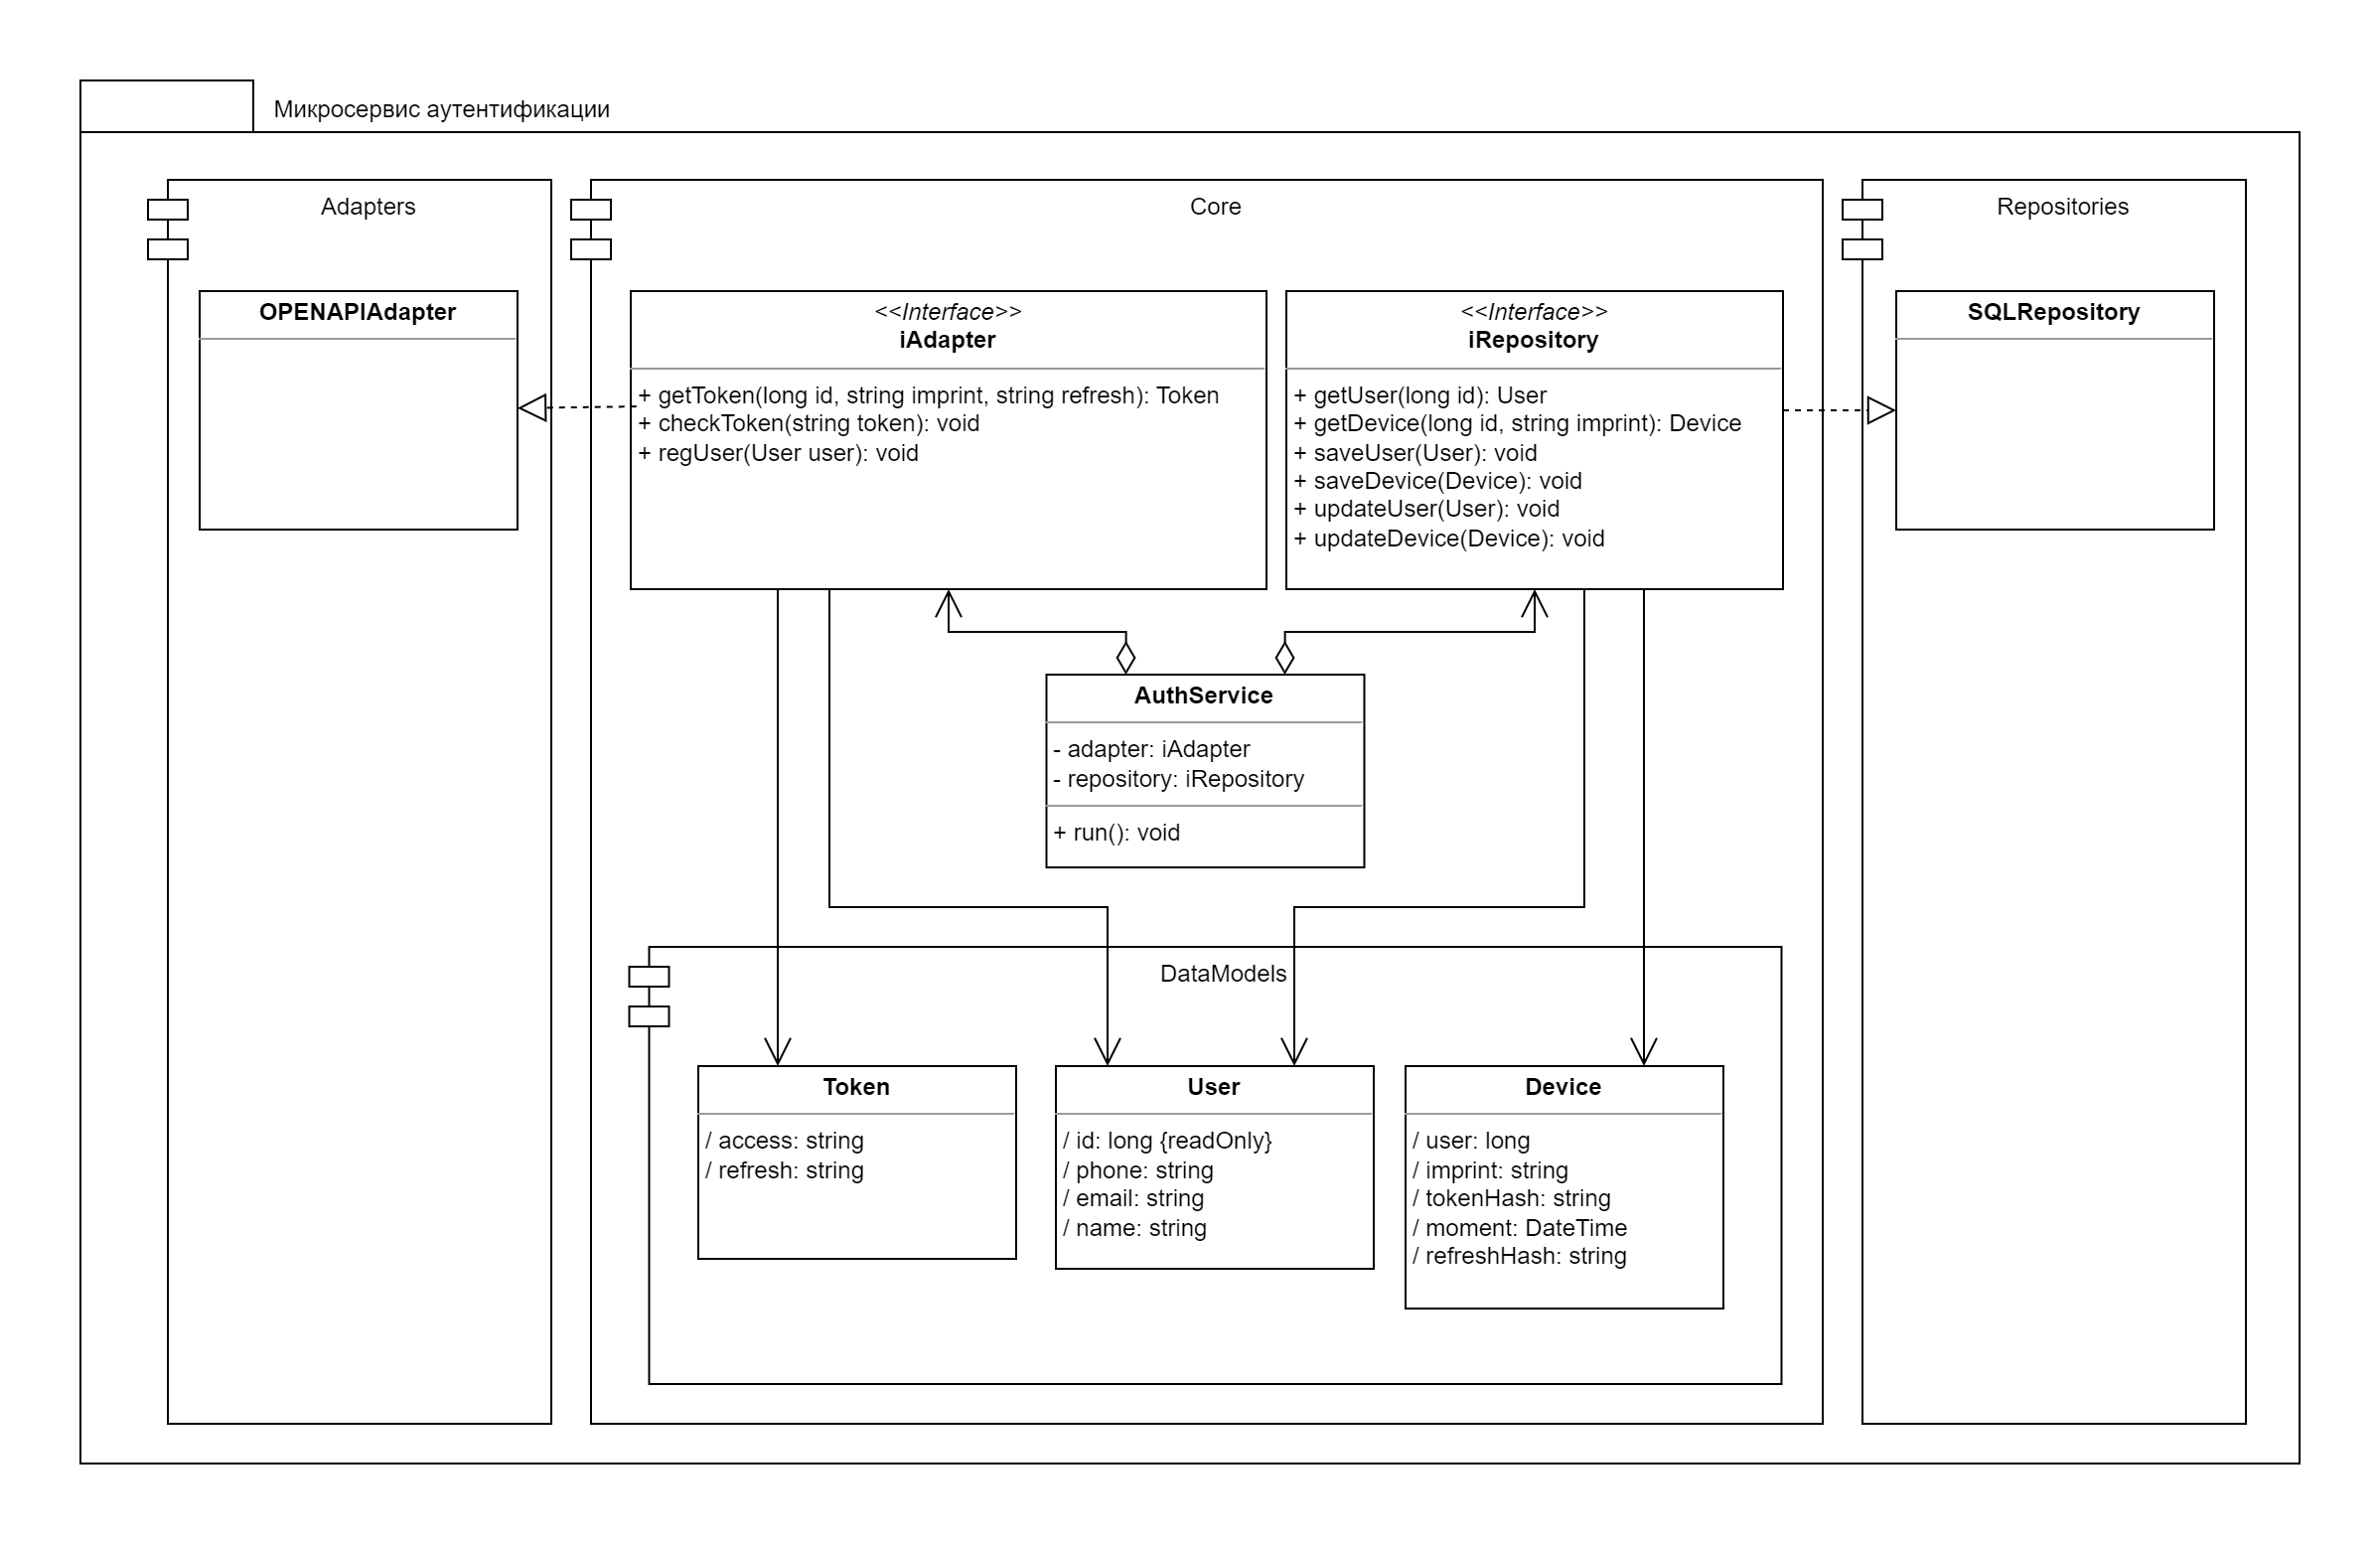 Микросервис аутентификации
Adapters
OPENAPIAdapter
Core
<<Interface>>
iAdapter
+ getToken(long id, string imprint, string refresh): Token
+ checkToken(string token): void
+ regUser(User user): void
<<Interface>>
iRepository
+ getUser(long id): User
+ getDevice(long id, string imprint): Device
+ saveUser(User): void
+ saveDevice(Device): void
+ updateUser(User): void
+ updateDevice(Device): void
Repositories
SQLRepository
AuthService
- adapter: iAdapter
- repository: iRepository
+ run(): void
DataModels
Token
/ access: string
/ refresh: string
User
/ id: long {readOnly}
/ phone: string
/ email: string
/ name: string
Device
/ user: long
/ imprint: string
/ tokenHash: string
/ moment: DateTime
/ refreshHash: string